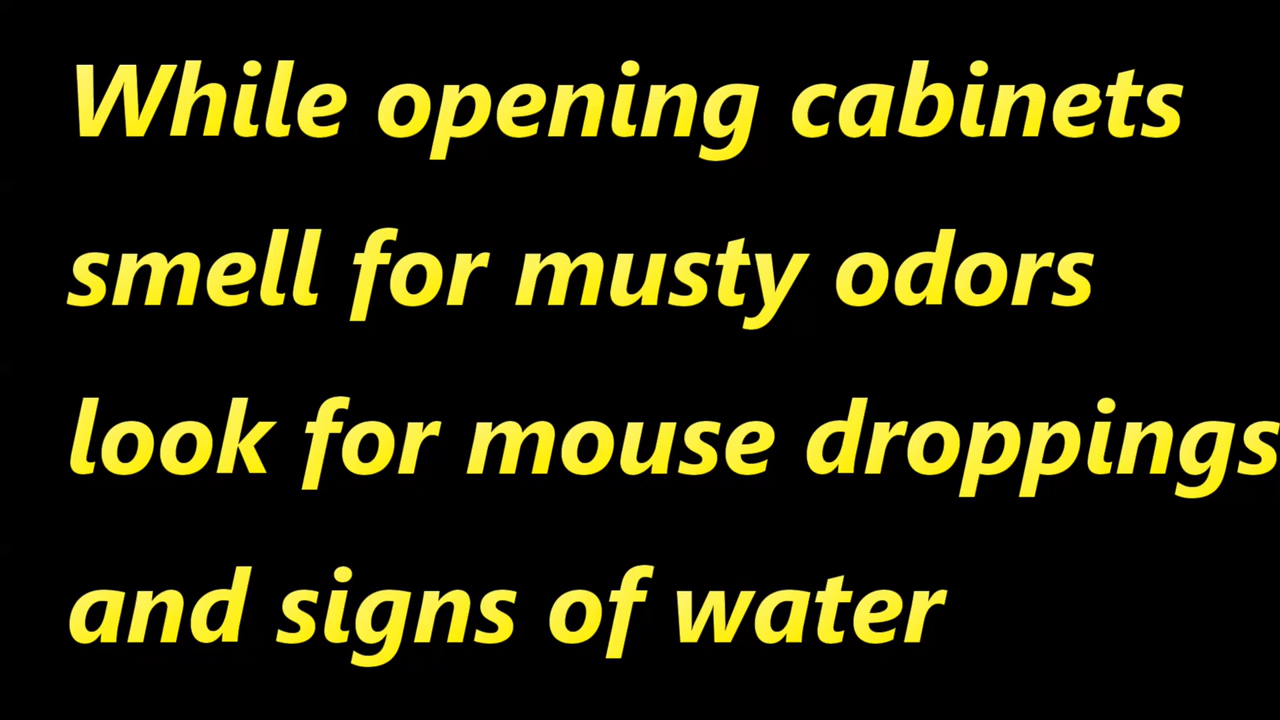 While opening cabinets
smell for musty odors
look for mouse droppings
and signs of water